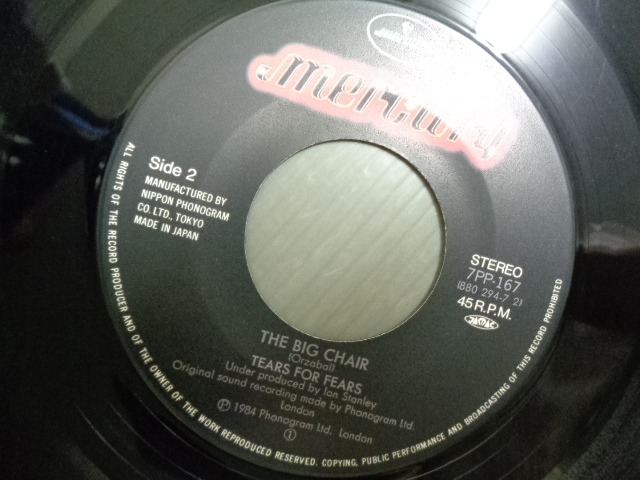 mercury
Side 2
MANUFACTURED BY
NIPPON PHONOGRAM
CO. LTD., TOKYO
MADE IN JAPAN
STEREO
7PP-167
(880 294-7 2)
45 R.P.M.
THE BIG CHAIR
(Orzabal)
TEARS FOR FEARS
Under produced by Ian Stanley
Original sound recording made by Phonogram Ltd.
London
Ⓟ 1984 Phonogram Ltd. London
ALL RIGHTS OF THE RECORD PRODUCER AND OF THE OWNER OF THE WORK REPRODUCED RESERVED. COPYING, PUBLIC PERFORMANCE AND BROADCASTING OF THIS RECORD PROHIBITED